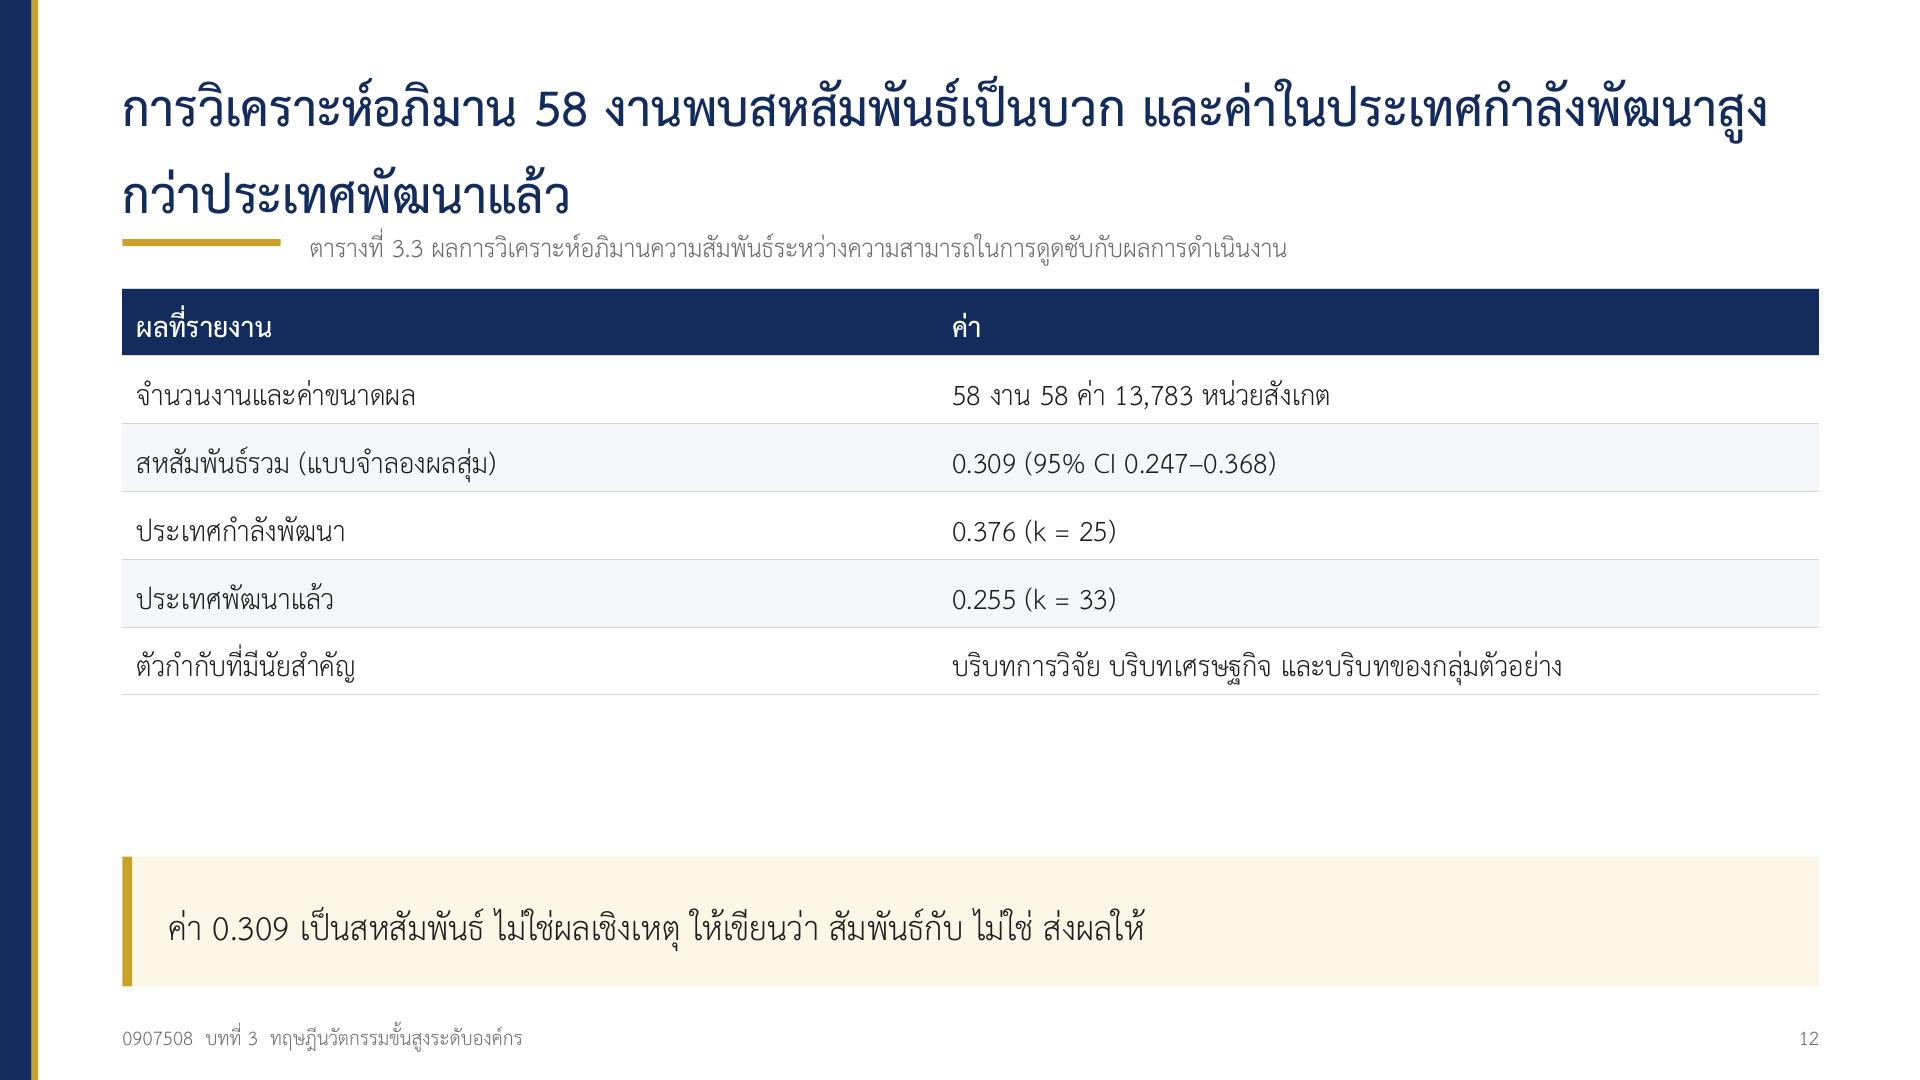 การวิเคราะห์อภิมาน 58 งานพบสหสัมพันธ์เป็นบวก และค่าในประเทศกำลังพัฒนาสูง
กว่าประเทศพัฒนาแล้ว
ตารางที่ 3.3 ผลการวิเคราะห์อภิมานความสัมพันธ์ระหว่างความสามารถในการดูดซับกับผลการดำเนินงาน
ผลที่รายงาน ค่า
จำนวนงานและค่าขนาดผล 58 งาน 58 ค่า 13,783 หน่วยสังเกต
สหสัมพันธ์รวม (แบบจำลองผลสุ่ม) 0.309 (95% CI 0.247–0.368)
ประเทศกำลังพัฒนา 0.376 (k = 25)
ประเทศพัฒนาแล้ว 0.255 (k = 33)
ตัวกำกับที่มีนัยสำคัญ บริบทการวิจัย บริบทเศรษฐกิจ และบริบทของกลุ่มตัวอย่าง
ค่า 0.309 เป็นสหสัมพันธ์ ไม่ใช่ผลเชิงเหตุ ให้เขียนว่า สัมพันธ์กับ ไม่ใช่ ส่งผลให้
0907508 บทที่ 3 ทฤษฎีนวัตกรรมขั้นสูงระดับองค์กร 12